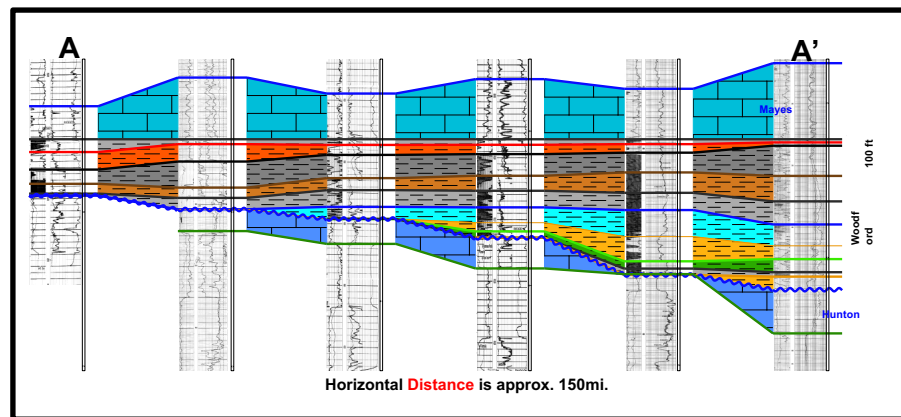 A
A'
Mayes
100 ft
Woodf
ord
Hunton
Horizontal Distance is approx. 150mi.